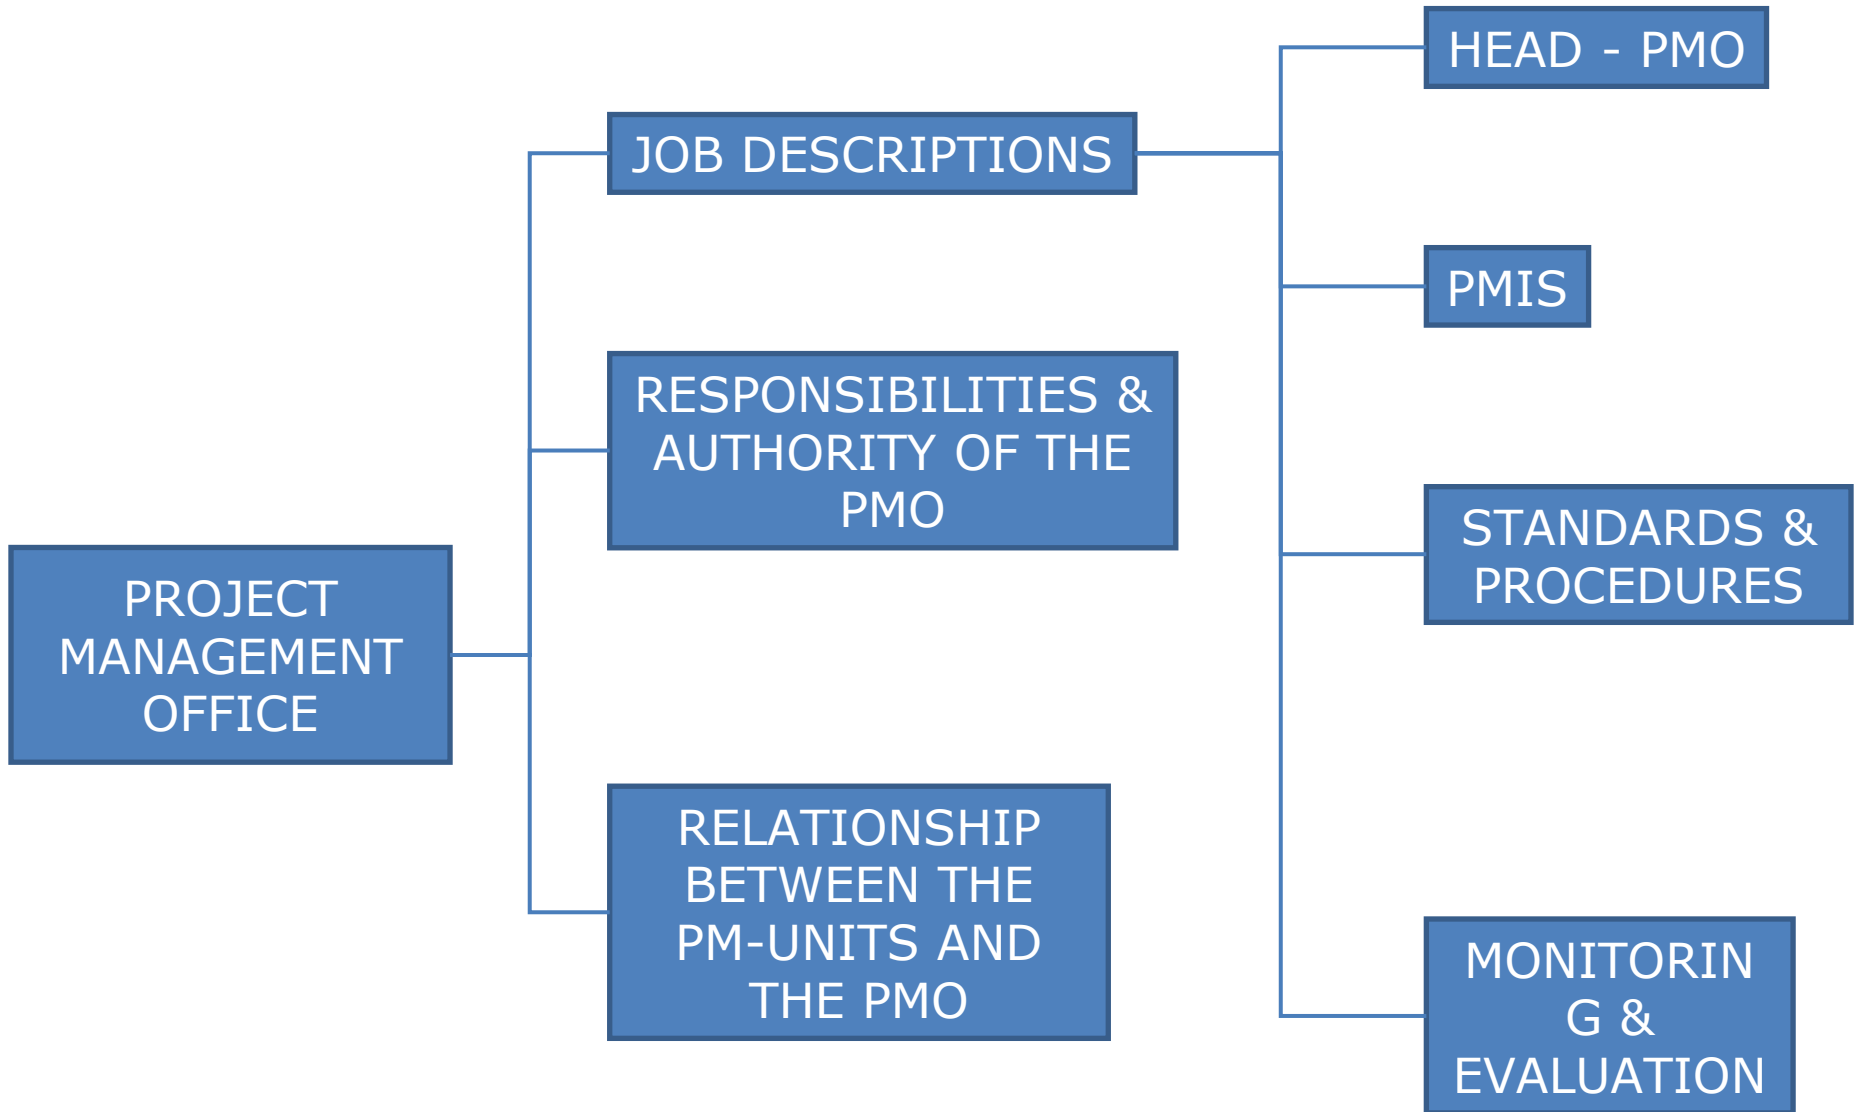 PROJECT
MANAGEMENT
OFFICE
JOB DESCRIPTIONS
RESPONSIBILITIES &
AUTHORITY OF THE
PMO
RELATIONSHIP
BETWEEN THE
PM-UNITS AND
THE PMO
HEAD - PMO
PMIS
STANDARDS &
PROCEDURES
MONITORIN
G &
EVALUATION